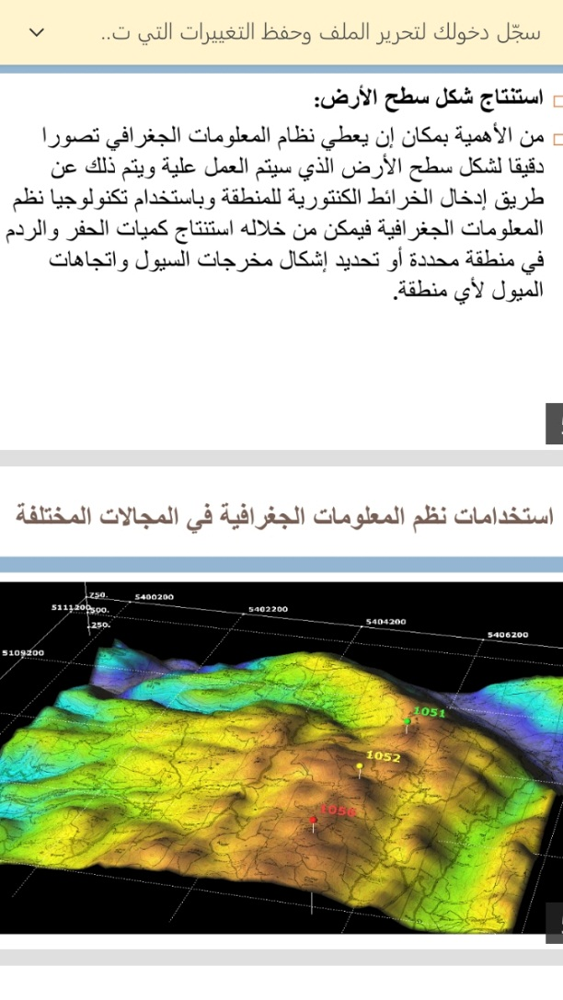 سجّل دخولك لتحرير الملف وحفظ التغييرات التي ت..
استنتاج شكل سطح الأرض:
من الأهمية بمكان إن يعطي نظام المعلومات الجغرافي تصورا
دقيقا لشكل سطح الأرض الذي سيتم العمل علية ويتم ذلك عن
طريق إدخال الخرائط الكنتورية للمنطقة وباستخدام تكنولوجيا نظم
المعلومات الجغرافية فيمكن من خلاله استنتاج كميات الحفر والردم
في منطقة محددة أو تحديد إشكال مخرجات السيول واتجاهات
الميول لأي منطقة.
استخدامات نظم المعلومات الجغرافية في المجالات المختلفة
750.
5400200
5111200
500.
250.
5402200
5404200
5406200
5109200
1051
1052